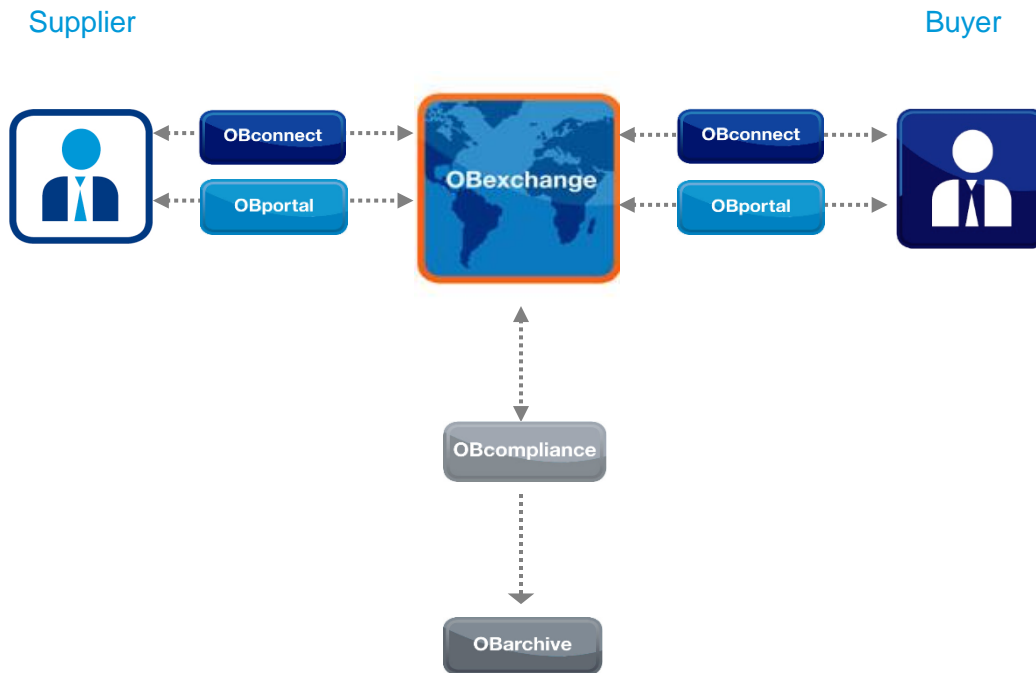 Supplier
Buyer
OBconnect
OBexchange
OBconnect
OBportal
OBportal
OBcompliance
OBarchive